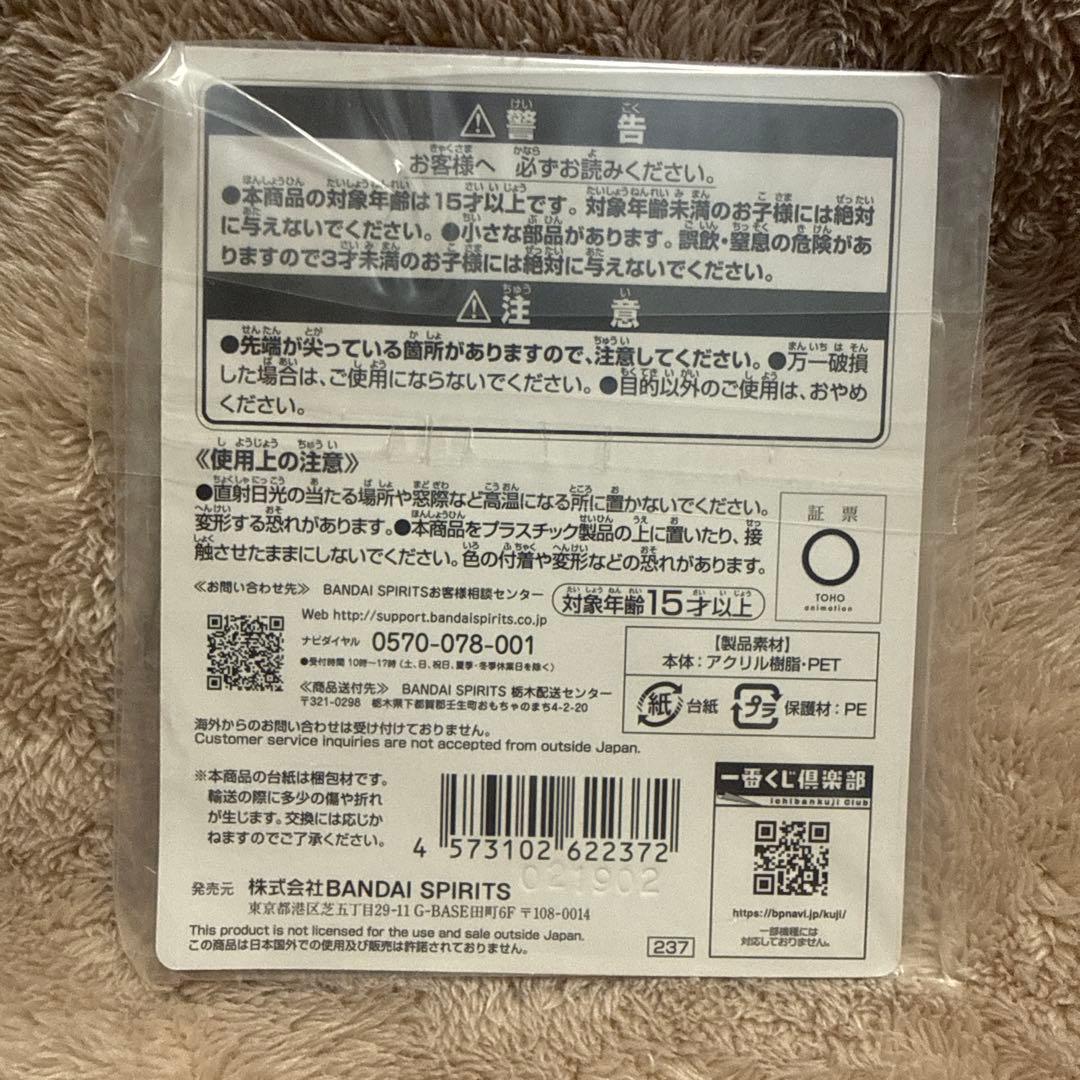 ⚠警告
お客様へ 必ずお読みください。
●本商品の対象年齢は15才以上です。対象年齢未満のお子様には絶対
に与えないでください。●小さな部品があります。誤飲・窒息の危険があ
りますので3才未満のお子様には絶対に与えないでください。
⚠注意
●先端が尖っている箇所がありますので、注意してください。●万一破損
した場合は、ご使用にならないでください。●目的以外のご使用は、おやめ
ください。
《使用上の注意》
●直射日光の当たる場所や窓際など高温になる所に置かないでください。
変形する恐れがあります。●本商品をプラスチック製品の上に置いたり、接
触させたままにしないでください。色の付着や変形などの恐れがあります。
証票
TOHO
animation
≪お問い合わせ先≫ BANDAI SPIRITSお客様相談センター
対象年齢15才以上
Web http://support.bandaispirits.co.jp
ナビダイヤル 0570-078-001
●受付時間 10時〜17時(土、日、祝日、夏季・冬季休業日を除く)
≪商品送付先≫ BANDAI SPIRITS 栃木配送センター
〒321-0298 栃木県下都賀郡壬生町おもちゃのまち4-2-20
【製品素材】
本体:アクリル樹脂・PET
紙 台紙 プラ 保護材:PE
海外からのお問い合わせは受け付けておりません。
Customer service inquiries are not accepted from outside Japan.
※本商品の台紙は梱包材です。
輸送の際に多少の傷や折れ
が生じます。交換には応じか
ねますのでご了承ください。
4 573102 622372
021902
一番くじ倶楽部
ichibankuji Club
https://bpnavi.jp/kuji/
一部機種には
対応しておりません。
発売元 株式会社BANDAI SPIRITS
東京都港区芝五丁目29-11 G-BASE田町6F 〒108-0014
This product is not licensed for the use and sale outside Japan.
この商品は日本国外での使用及び販売は許諾されておりません。
237